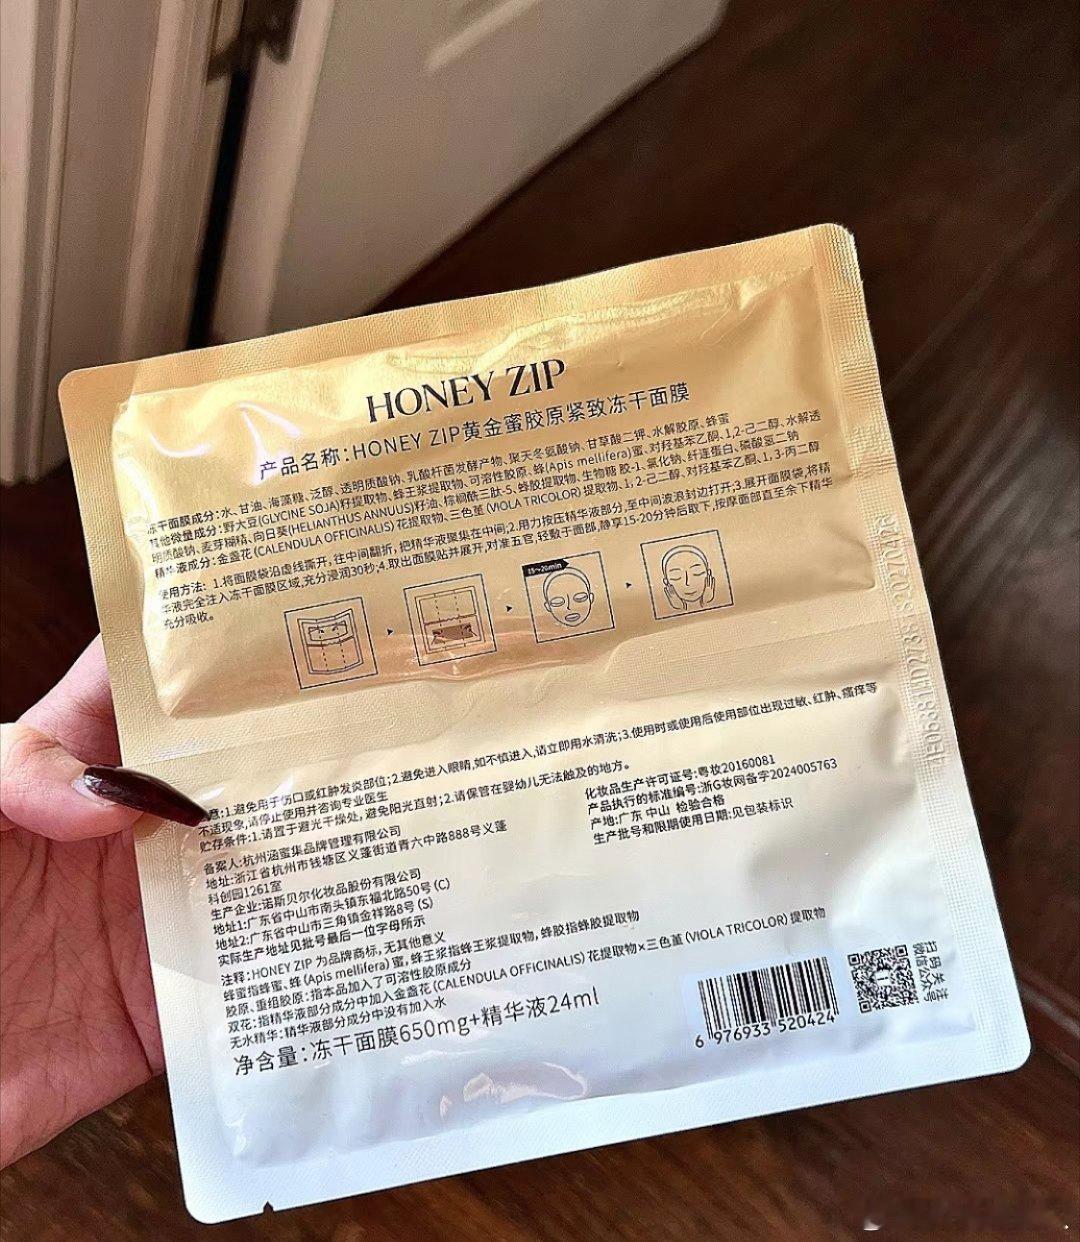 HONEY ZIP
产品名称:HONEY ZIP黄金蜜胶原紧致冻干面膜
冻干面膜成分:水、甘油、海藻糖、泛醇、透明质酸钠、乳酸杆菌发酵产物、聚天冬氨酸钠、甘草酸二钾、水解胶原、蜂蜜
其他微量成分:野大豆(GLYCINE SOJA)籽提取物、蜂王浆提取物、可溶性胶原、蜂(Apis mellifera)蜜、对羟基苯乙酮、1,2-己二醇、水解透
明质酸钠、麦芽糊精、向日葵(HELIANTHUS ANNUUS)籽油、棕榈酰三肽-5、蜂胶提取物、生物糖胶-1、氯化钠、纤连蛋白、磷酸氢二钠
精华液成分:金盏花(CALENDULA OFFICINALIS)花提取物、三色堇(VIOLA TRICOLOR)提取物、1,2-己二醇、对羟基苯乙酮、1,3-丙二醇
使用方法:1.将面膜袋沿虚线撕开,往中间翻折,把精华液聚集在中间;2.用力按压精华液部分,至中间波浪封边打开;3.展开面膜袋,将精
华液完全注入冻干面膜区域,充分浸润30秒;4.取出面膜贴并展开,对准五官,轻敷于面部,静享15-20分钟后取下,按摩面部直至余下精华
充分吸收。
15~20min
意:1.避免用于伤口或红肿发炎部位;2.避免进入眼睛,如不慎进入,请立即用水清洗;3.使用时或使用后使用部位出现过敏、红肿、瘙痒等
不适现象,请停止使用并咨询专业医生
贮存条件:1.请置于避光干燥处,避免阳光直射;2.请保管在婴幼儿无法触及的地方。
备案人:杭州涵蜜集品牌管理有限公司
地址:浙江省杭州市钱塘区义蓬街道青六中路888号义蓬
科创园1261室
生产企业:诺斯贝尔化妆品股份有限公司
地址1:广东省中山市南头镇东福北路50号(C)
地址2:广东省中山市三角镇金祥路8号(S)
实际生产地址见批号最后一位字母所示
化妆品生产许可证号:粤妆20160081
产品执行的标准编号:浙G妆网备字2024005763
产地:广东 中山 检验合格
生产批号和限期使用日期:见包装标识
注释:HONEY ZIP 为品牌商标,无其他意义
蜂蜜指蜂蜜、蜂(Apis mellifera)蜜,蜂王浆指蜂王浆提取物,蜂胶指蜂胶提取物
胶原、重组胶原:指本品加入了可溶性胶原成分
双花:指精华液部分成分中加入金盏花(CALENDULA OFFICINALIS)花提取物×三色堇(VIOLA TRICOLOR)提取物
无水精华:精华液部分成分中没有加入水
净含量:冻干面膜650mg+精华液24ml
6 976933 520424
扫码关注
微信公众号